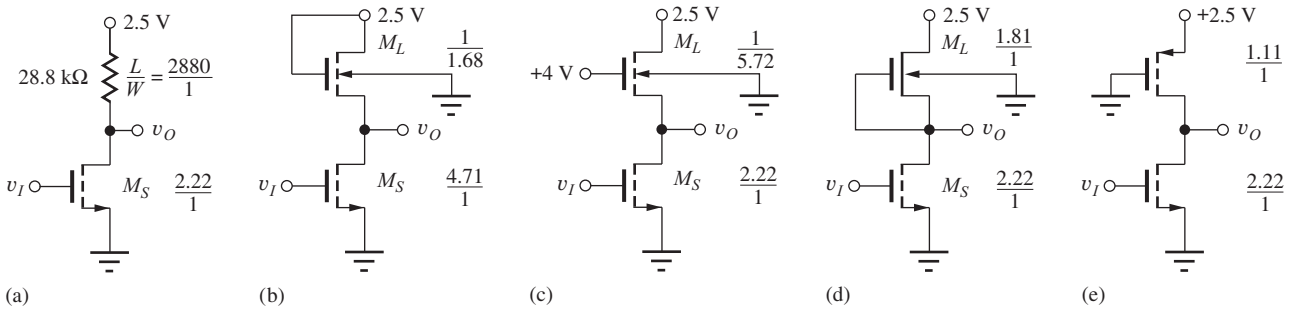 2.5 V
28.8 kΩ
L/W = 2880/1
v_O
v_I
M_S
2.22/1
(a)
2.5 V
M_L
1/1.68
v_O
v_I
M_S
4.71/1
(b)
2.5 V
M_L
1/5.72
+4 V
v_O
v_I
M_S
2.22/1
(c)
2.5 V
M_L
1.81/1
v_O
v_I
M_S
2.22/1
(d)
+2.5 V
1.11/1
v_O
v_I
2.22/1
(e)